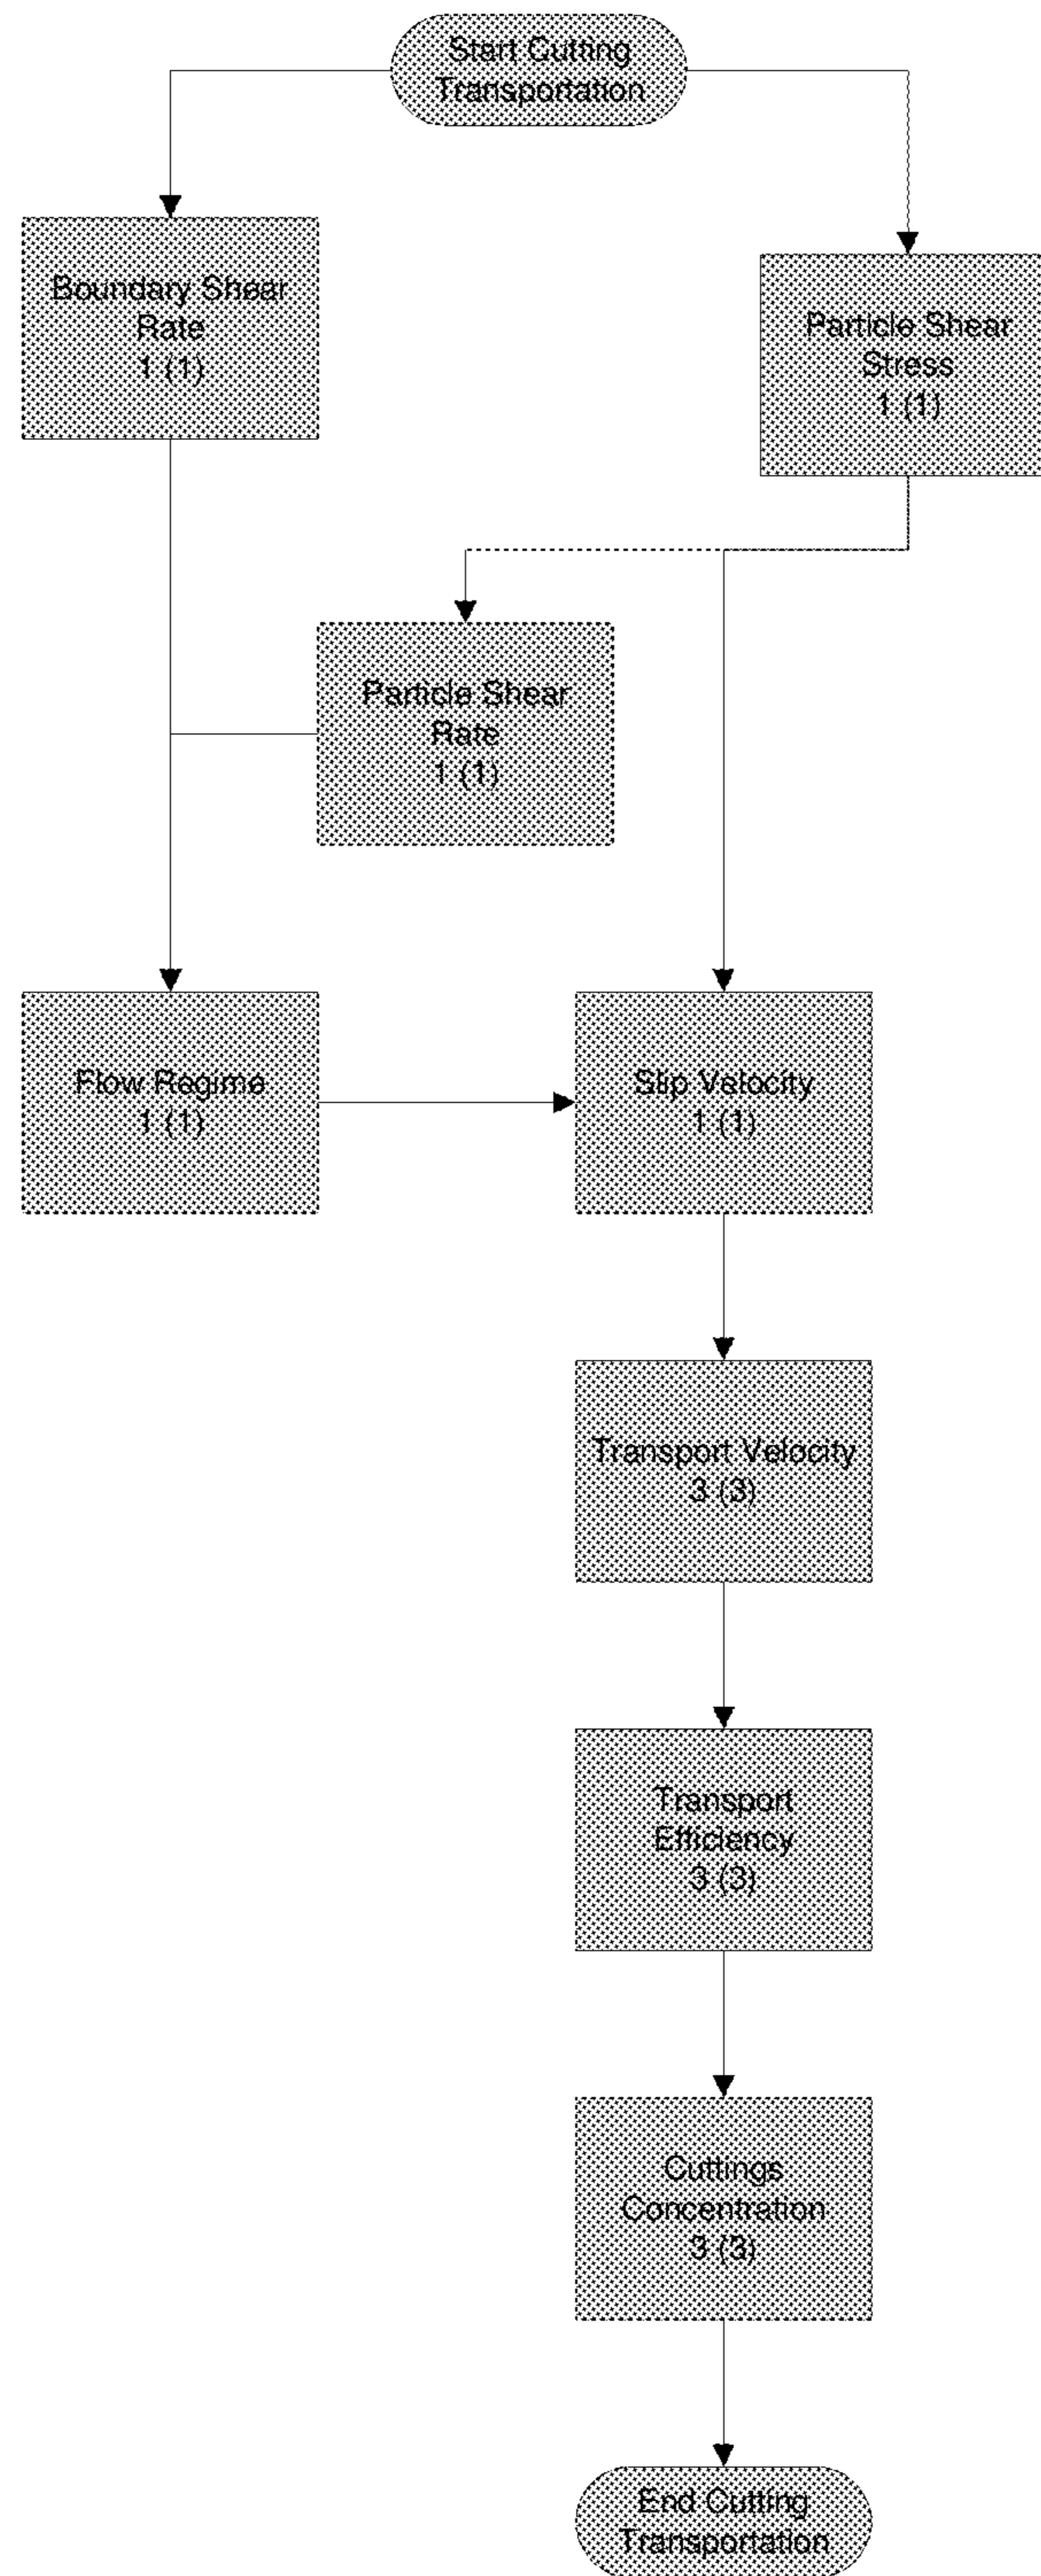 Start Cutting
Transportation
Boundary Shear
Rate
1 (1)
Particle Shear
Stress
1 (1)
Particle Shear
Rate
1 (1)
Flow Regime
1 (1)
Slip Velocity
1 (1)
Transport Velocity
3 (3)
Transport
Efficiency
3 (3)
Cuttings
Concentration
3 (3)
End Cutting
Transportation